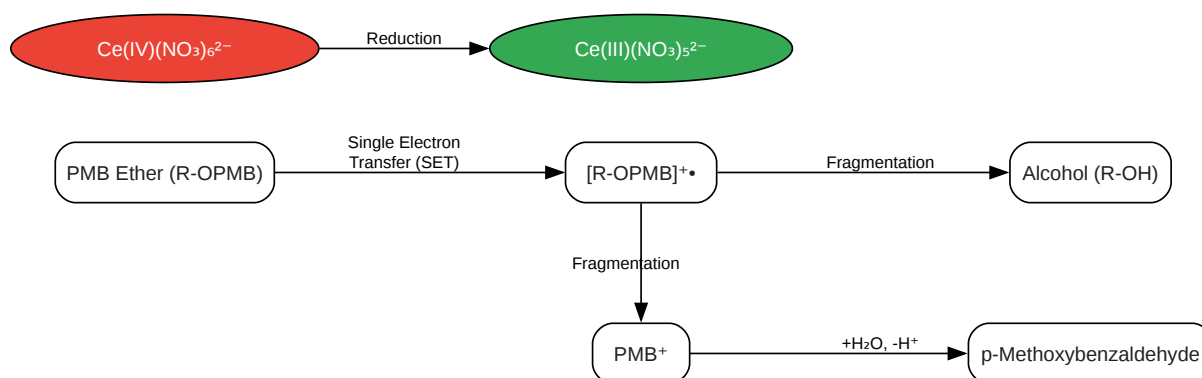 Ce(IV)(NO₃)₆²⁻
Reduction
Ce(III)(NO₃)₅²⁻
PMB Ether (R-OPMB)
Single Electron
Transfer (SET)
[R-OPMB]⁺•
Fragmentation
Alcohol (R-OH)
Fragmentation
PMB⁺
+H₂O, -H⁺
p-Methoxybenzaldehyde